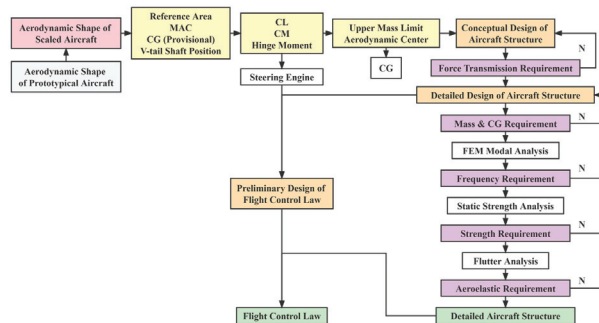 Aerodynamic Shape of
Scaled Aircraft
Aerodynamic Shape
of Prototypical Aircraft
Reference Area
MAC
CG (Provisional)
V-tail Shaft Position
CL
CM
Hinge Moment
Upper Mass Limit
Aerodynamic Center
CG
Conceptual Design of
Aircraft Structure
N
Force Transmission Requirement
Steering Engine
Detailed Design of Aircraft Structure
Mass & CG Requirement
N
FEM Modal Analysis
Frequency Requirement
N
Preliminary Design of
Flight Control Law
Static Strength Analysis
Strength Requirement
N
Flutter Analysis
Aeroelastic Requirement
N
Flight Control Law
Detailed Aircraft Structure